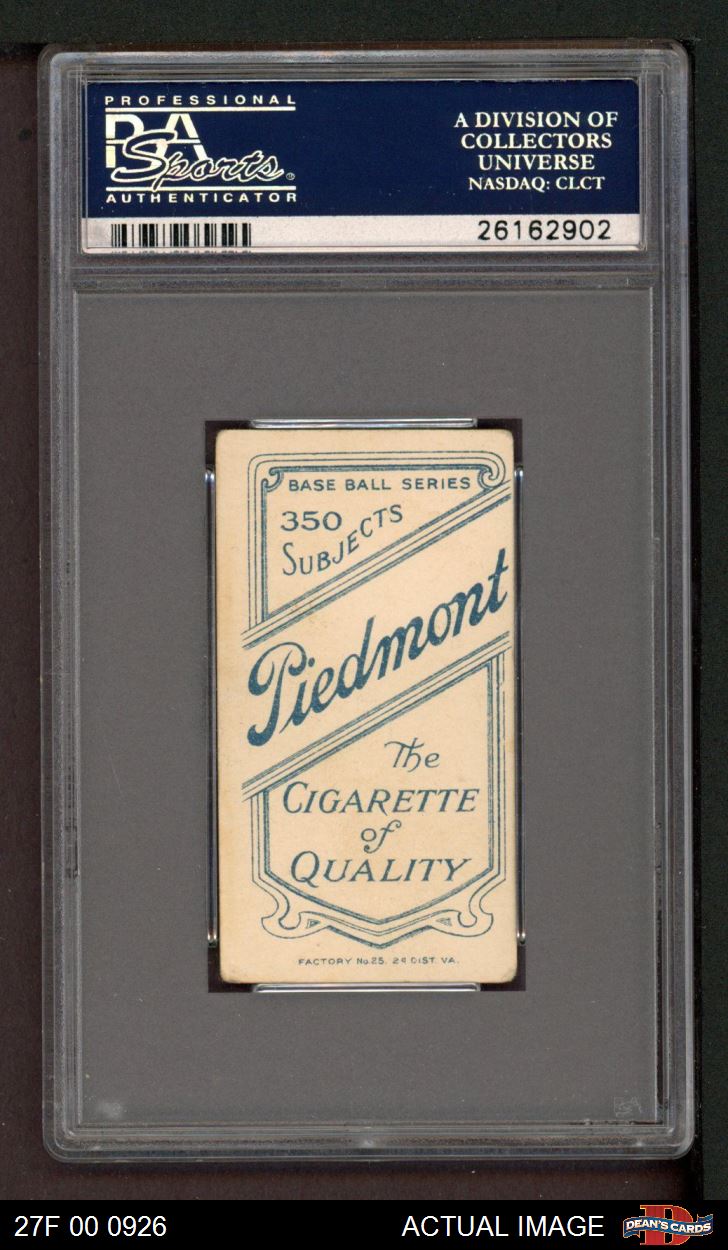 PROFESSIONAL
PSA
Sports®
AUTHENTICATOR
A DIVISION OF
COLLECTORS
UNIVERSE
NASDAQ: CLCT
26162902
BASE BALL SERIES
350
SUBJECTS
Piedmont
The
CIGARETTE
of
QUALITY
FACTORY No. 25. 2d DIST. VA.
27F 00 0926
ACTUAL IMAGE
D
DEAN'S CARDS